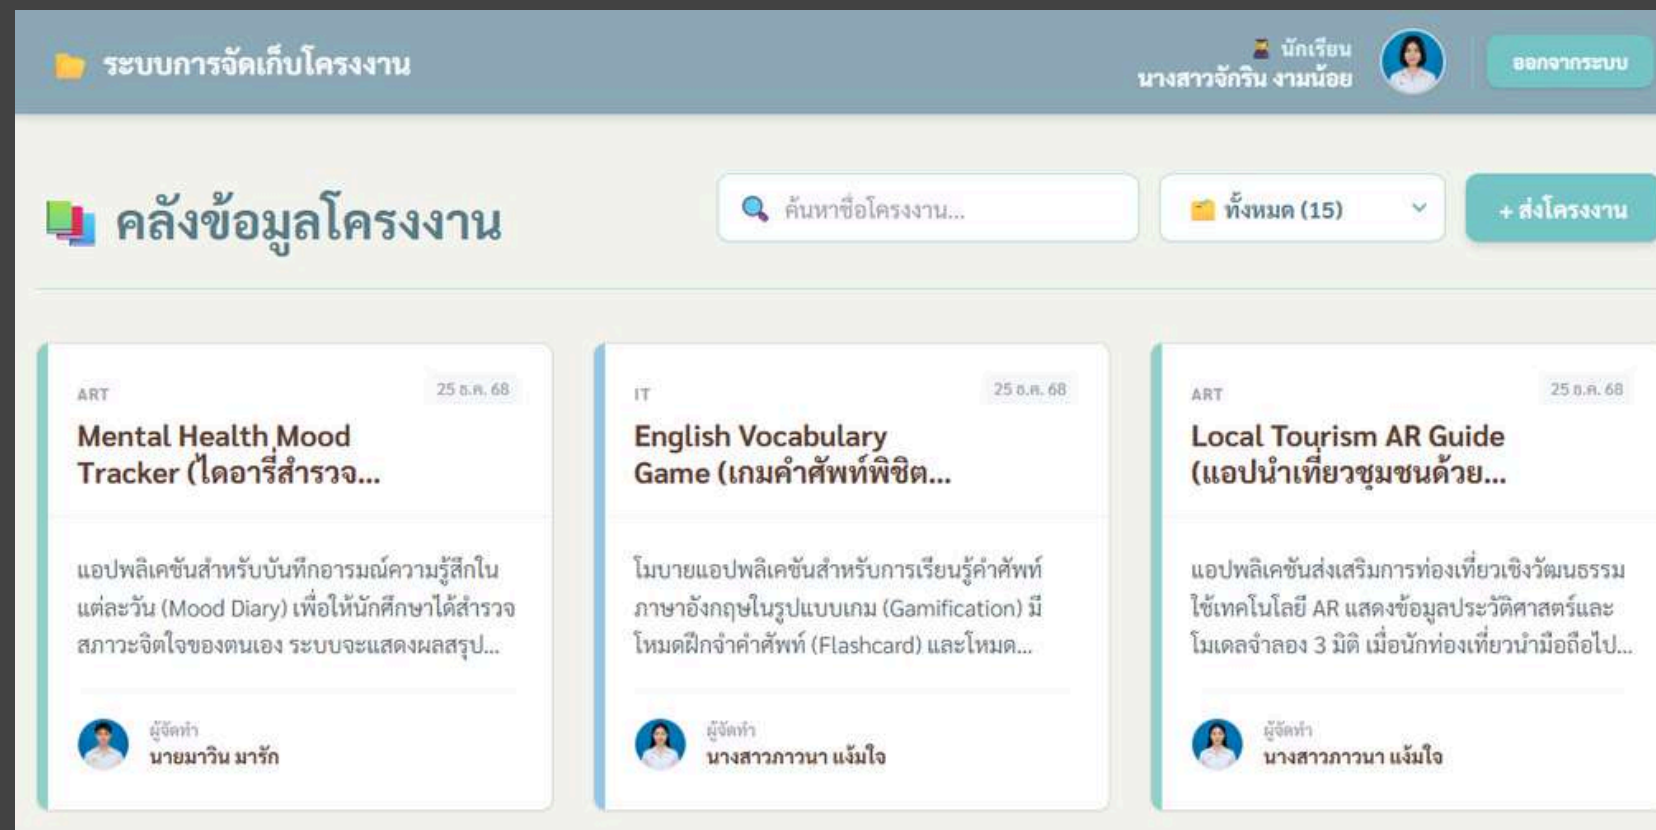 ระบบการจัดเก็บโครงงาน
นักเรียน
นางสาวจักริน งามน้อย
ออกจากระบบ
คลังข้อมูลโครงงาน
ค้นหาชื่อโครงงาน...
ทั้งหมด (15)
+ ส่งโครงงาน
ART
25 ธ.ค. 68
Mental Health Mood
Tracker (ไดอารี่สำรวจ...
แอปพลิเคชันสำหรับบันทึกอารมณ์ความรู้สึกใน
แต่ละวัน (Mood Diary) เพื่อให้นักศึกษาได้สำรวจ
สภาวะจิตใจของตนเอง ระบบจะแสดงผลสรุป...
ผู้จัดทำ
นายมาวิน มารัก
IT
25 ธ.ค. 68
English Vocabulary
Game (เกมคำศัพท์พิชิต...
โมบายแอปพลิเคชันสำหรับการเรียนรู้คำศัพท์
ภาษาอังกฤษในรูปแบบเกม (Gamification) มี
โหมดฝึกจำคำศัพท์ (Flashcard) และโหมด...
ผู้จัดทำ
นางสาวภาวนา แง้มใจ
ART
25 ธ.ค. 68
Local Tourism AR Guide
(แอปนำเที่ยวชุมชนด้วย...
แอปพลิเคชันส่งเสริมการท่องเที่ยวเชิงวัฒนธรรม
ใช้เทคโนโลยี AR แสดงข้อมูลประวัติศาสตร์และ
โมเดลจำลอง 3 มิติ เมื่อนักท่องเที่ยวนำมือถือไป...
ผู้จัดทำ
นางสาวภาวนา แง้มใจ